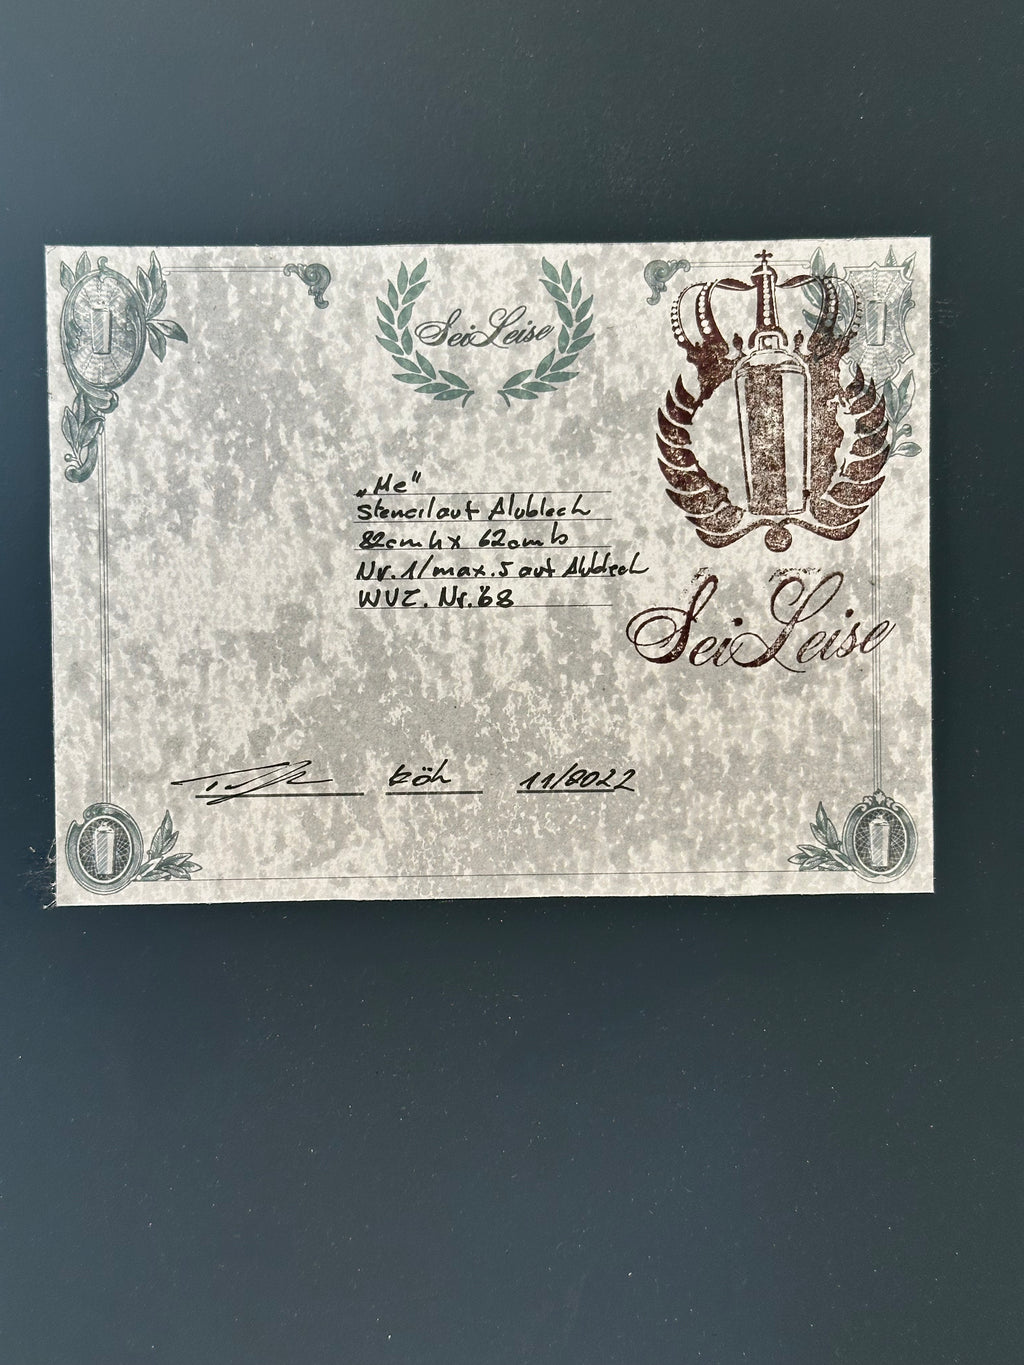 SeiLeise
„Me“
Stencil auf Alublech
82cm h x 62cm b
Nr. 1/max. 5 auf Alublech
WVZ. Nr. 68
SeiLeise
Köln 11/2022